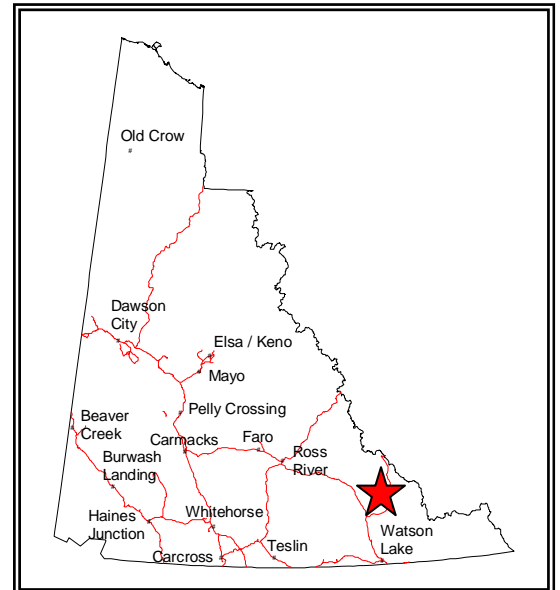 Old Crow
Dawson
City
Elsa / Keno
Mayo
Pelly Crossing
Beaver
Creek
Carmacks
Faro
Ross
River
Burwash
Landing
Haines
Junction
Whitehorse
Watson
Lake
Carcross
Teslin